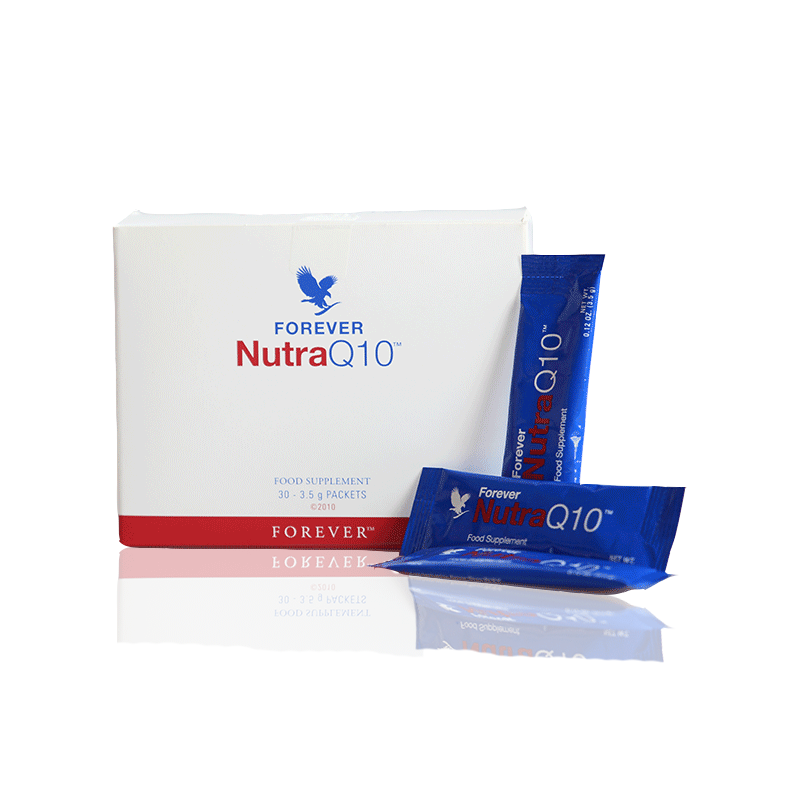 FOREVER
NutraQ10™
FOOD SUPPLEMENT
30 - 3.5 g PACKETS
©2010
FOREVER™
Forever
NutraQ10™
Food Supplement
NET WT.
0.12 OZ. (3.5 g)
Forever
NutraQ10™
Food Supplement
NET WT.